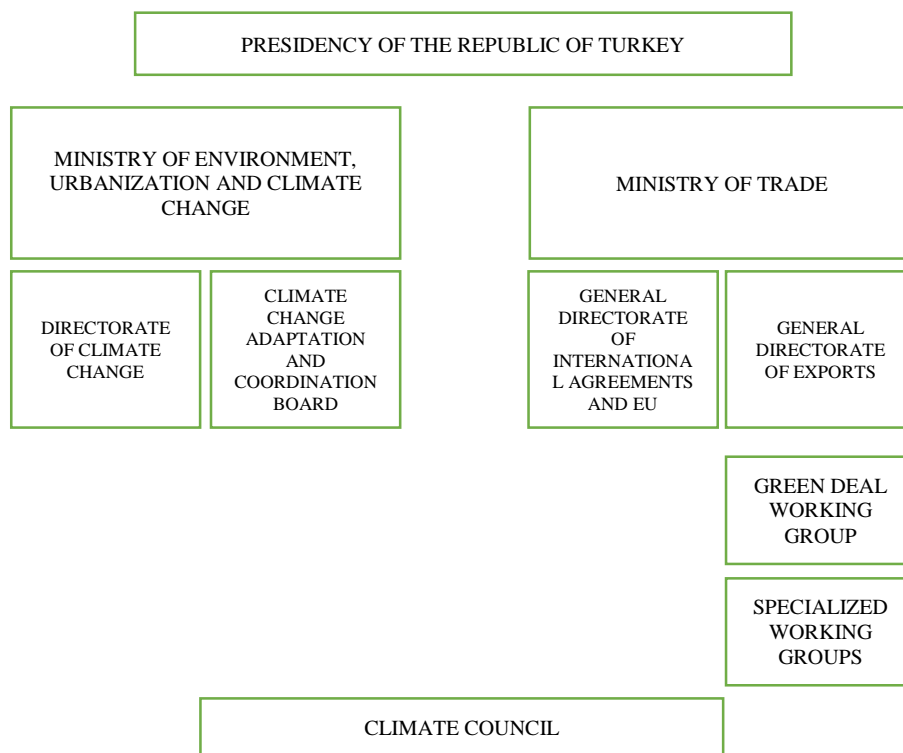 PRESIDENCY OF THE REPUBLIC OF TURKEY
MINISTRY OF ENVIRONMENT,
URBANIZATION AND CLIMATE
CHANGE
MINISTRY OF TRADE
DIRECTORATE
OF CLIMATE
CHANGE
CLIMATE
CHANGE
ADAPTATION
AND
COORDINATION
BOARD
GENERAL
DIRECTORATE
OF
INTERNATIONA
L AGREEMENTS
AND EU
GENERAL
DIRECTORATE
OF EXPORTS
GREEN DEAL
WORKING
GROUP
SPECIALIZED
WORKING
GROUPS
CLIMATE COUNCIL